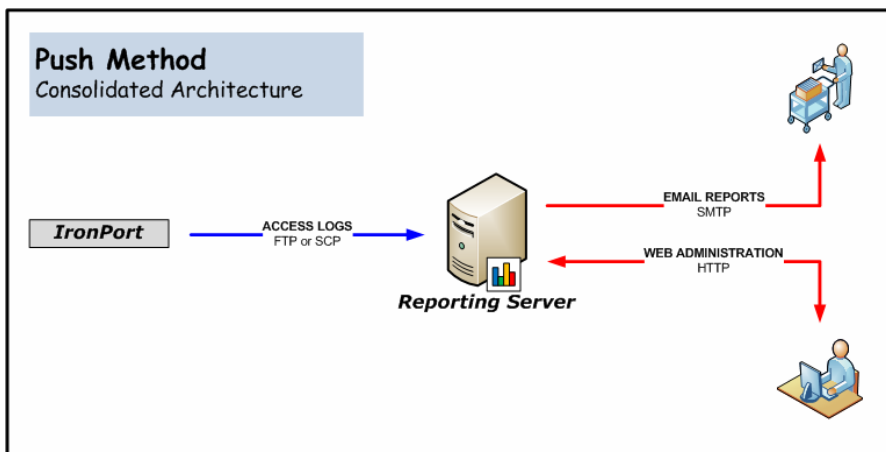 Push Method
Consolidated Architecture
IronPort
ACCESS LOGS
FTP or SCP
Reporting Server
EMAIL REPORTS
SMTP
WEB ADMINISTRATION
HTTP